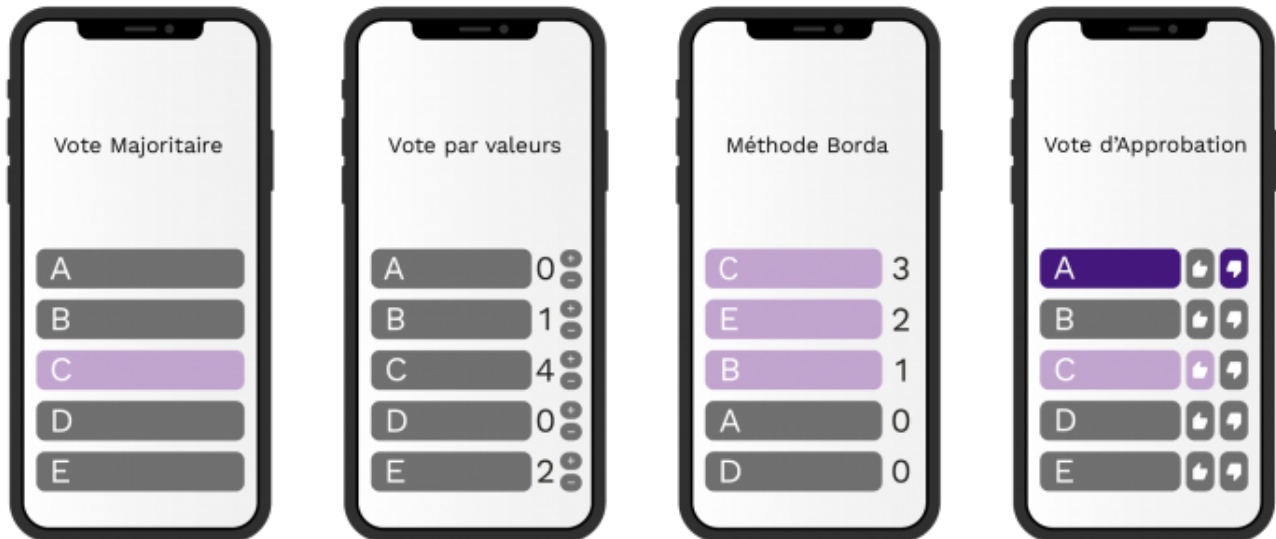 Vote Majoritaire
A
B
C
D
E
Vote par valeurs
A 0 + −
B 1 + −
C 4 + −
D 0 + −
E 2 + −
Méthode Borda
C 3
E 2
B 1
A 0
D 0
Vote d'Approbation
A
B
C
D
E